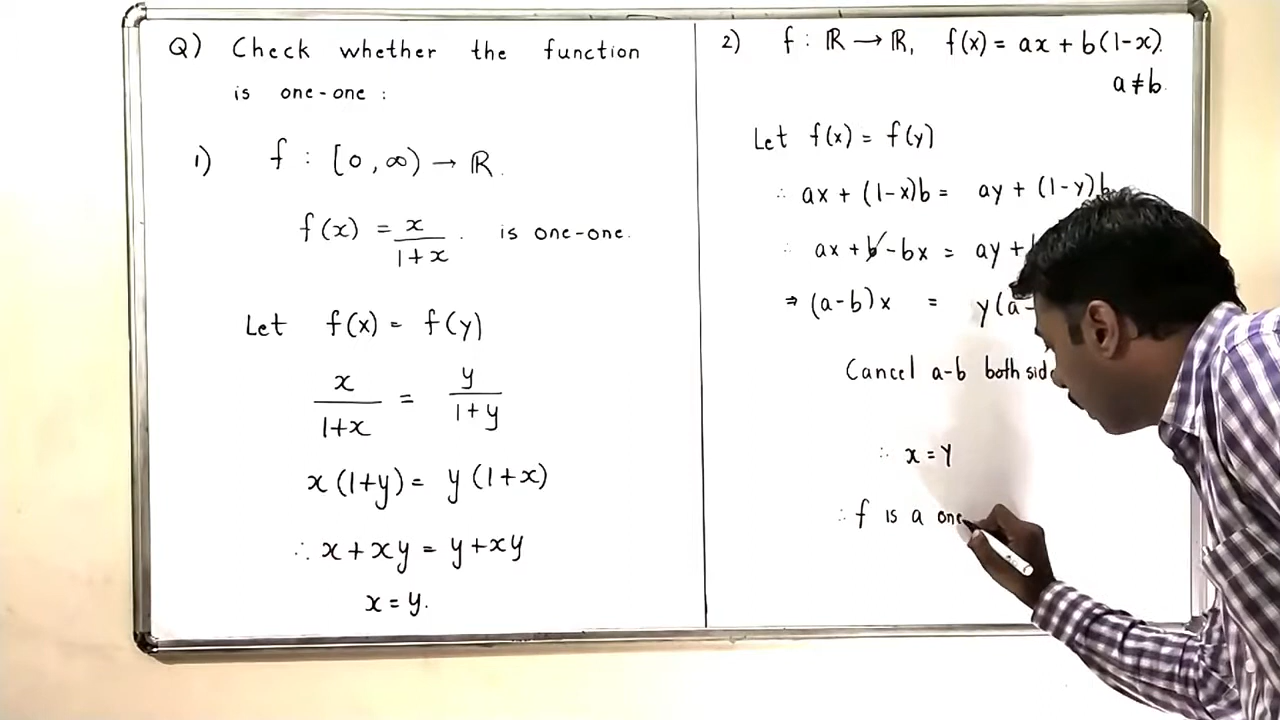 Q) Check whether the function
is one-one :
1) f : [0, ∞) → ℝ.
f(x) = x/(1+x). is one-one.
Let f(x) = f(y)
x/(1+x) = y/(1+y)
x(1+y) = y(1+x)
∴ x + xy = y + xy
x = y.
2) f : ℝ → ℝ, f(x) = ax + b(1-x).
a ≠ b.
Let f(x) = f(y)
∴ ax + (1-x)b = ay + (1-y)b
∴ ax + b - bx = ay +
⇒ (a-b)x = y(a-
Cancel a-b both
∴ x = y
∴ f is a one